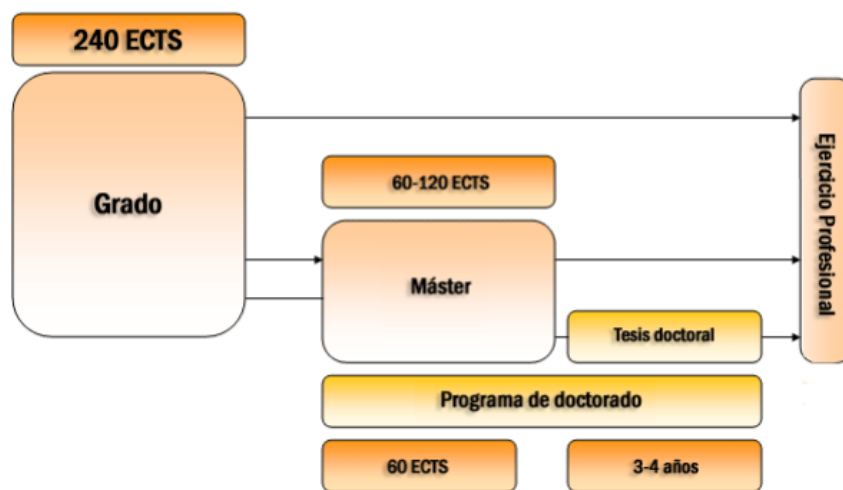 240 ECTS
Grado
60-120 ECTS
Máster
Ejercicio Profesional
Tesis doctoral
Programa de doctorado
60 ECTS
3-4 años